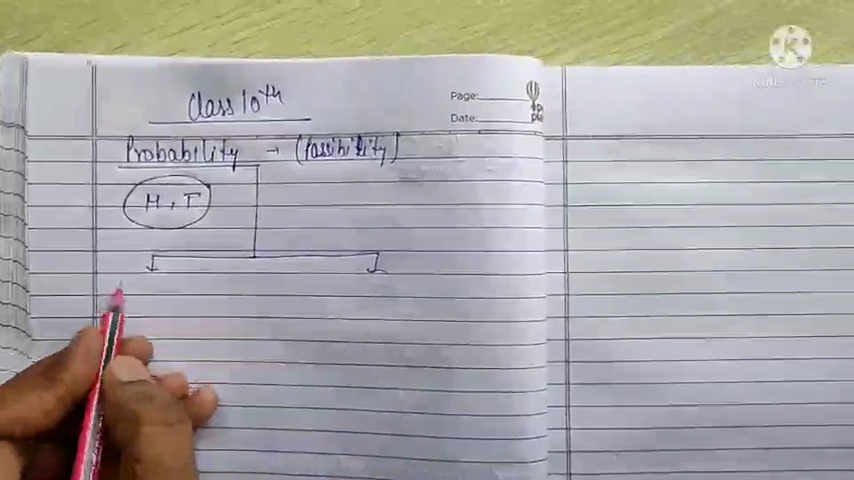 Class 10th
Page:
Date:
Probability → (Possibility)
H, T
K